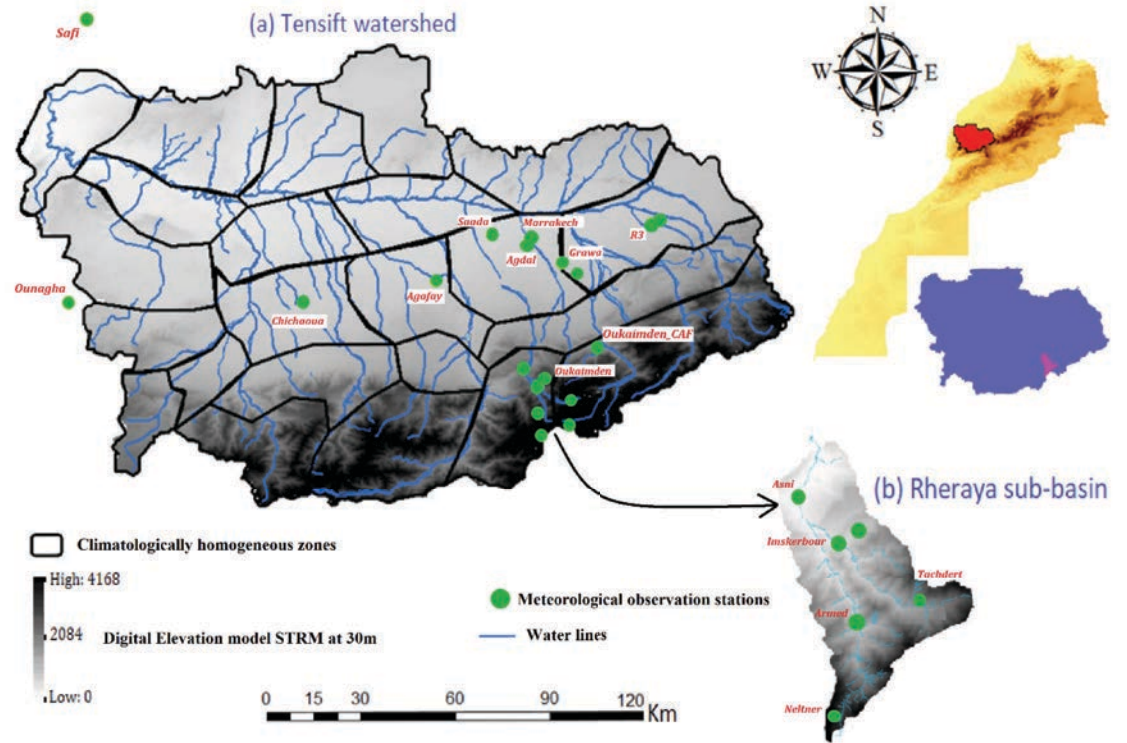 Safi
(a) Tensift watershed
N
W
E
S
Saada
Marrakech
Agdal
R3
Grawa
Ounagha
Agafay
Chichaoua
Oukaimden_CAF
Oukaimden
(b) Rheraya sub-basin
Asni
Imskerbour
Tachdert
Armed
Neltner
Climatologically homogeneous zones
High: 4168
2084
Low: 0
Digital Elevation model STRM at 30m
Meteorological observation stations
Water lines
0 15 30 60 90 120
Km